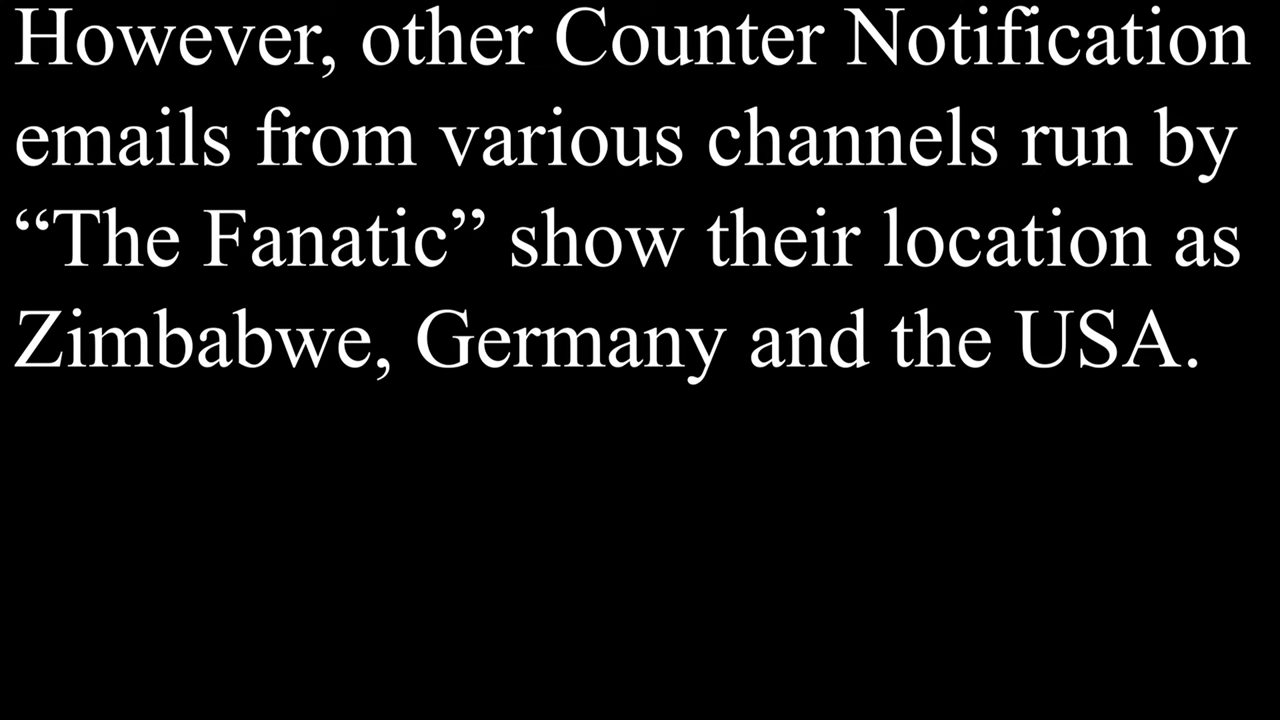 However, other Counter Notification
emails from various channels run by
“The Fanatic” show their location as
Zimbabwe, Germany and the USA.